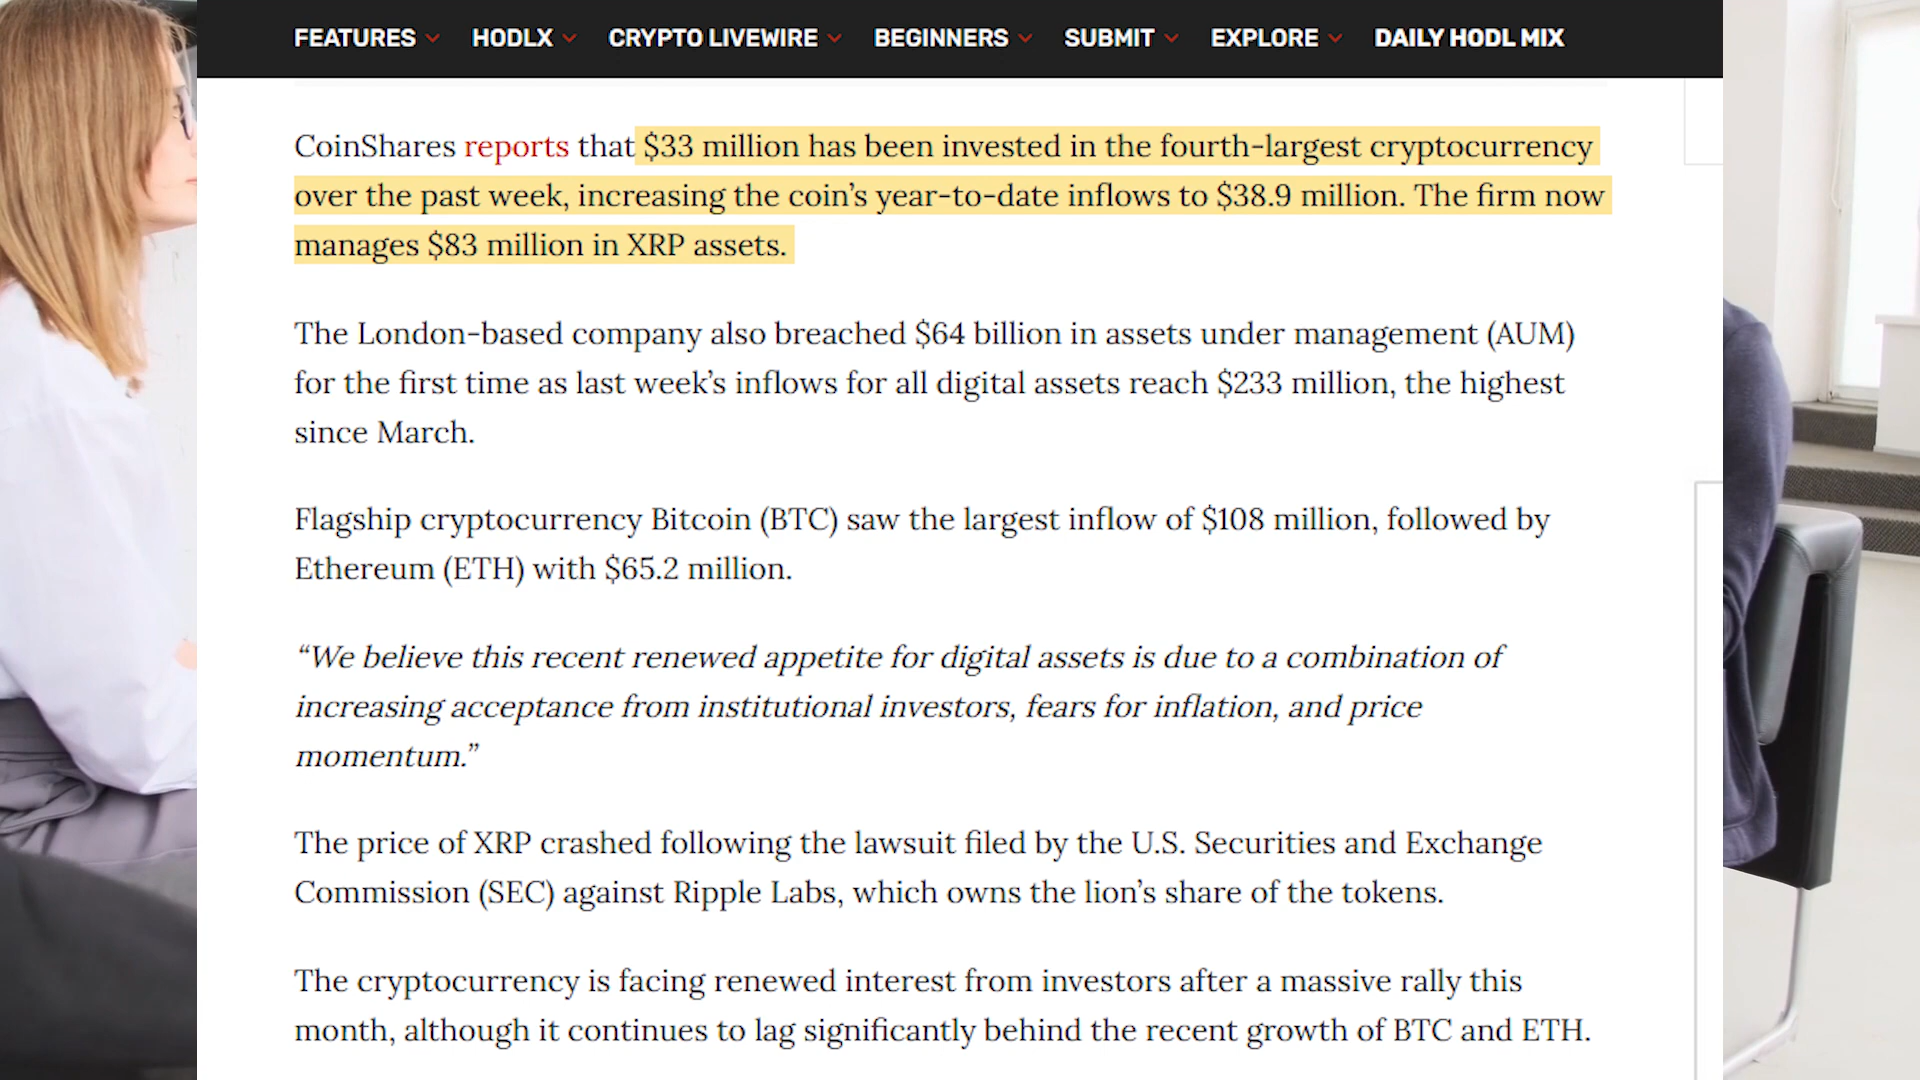 FEATURES HODLX CRYPTO LIVEWIRE BEGINNERS SUBMIT EXPLORE DAILY HODL MIX
CoinShares reports that $33 million has been invested in the fourth-largest cryptocurrency
over the past week, increasing the coin’s year-to-date inflows to $38.9 million. The firm now
manages $83 million in XRP assets.
The London-based company also breached $64 billion in assets under management (AUM)
for the first time as last week’s inflows for all digital assets reach $233 million, the highest
since March.
Flagship cryptocurrency Bitcoin (BTC) saw the largest inflow of $108 million, followed by
Ethereum (ETH) with $65.2 million.
“We believe this recent renewed appetite for digital assets is due to a combination of
increasing acceptance from institutional investors, fears for inflation, and price
momentum.”
The price of XRP crashed following the lawsuit filed by the U.S. Securities and Exchange
Commission (SEC) against Ripple Labs, which owns the lion’s share of the tokens.
The cryptocurrency is facing renewed interest from investors after a massive rally this
month, although it continues to lag significantly behind the recent growth of BTC and ETH.